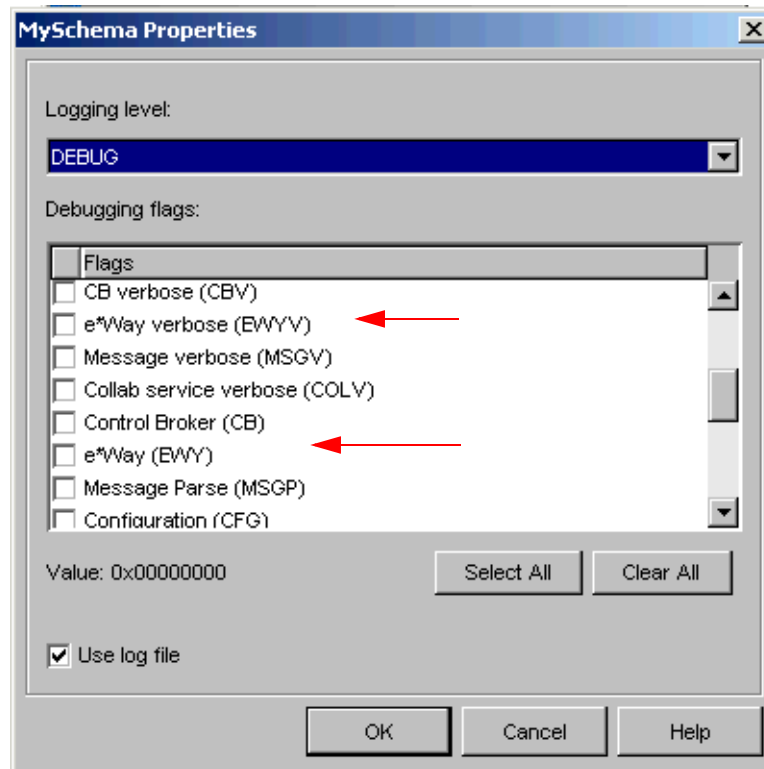 MySchema Properties
Logging level:
DEBUG
Debugging flags:
Flags
CB verbose (CBV)
e*Way verbose (EWYV)
Message verbose (MSGV)
Collab service verbose (COLV)
Control Broker (CB)
e*Way (EWY)
Message Parse (MSGP)
Configuration (CFG)
Value: 0x00000000
Select All
Clear All
Use log file
OK
Cancel
Help